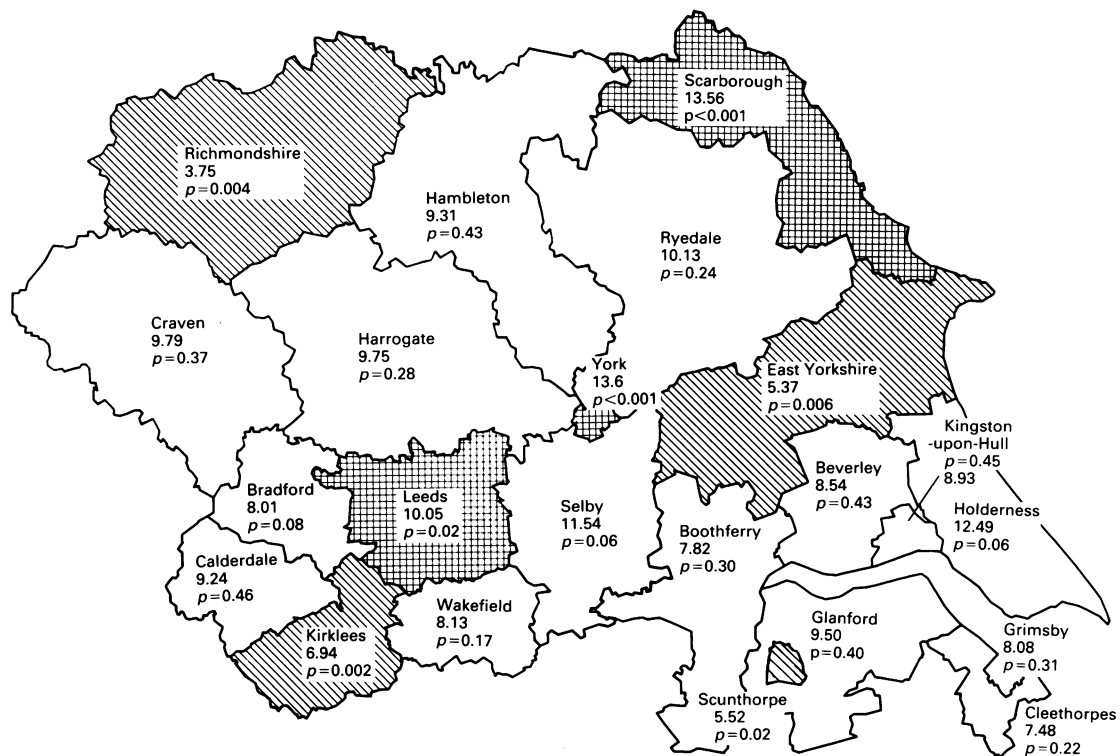 Scarborough
13.56
p<0.001
Richmondshire
3.75
p=0.004
Hambleton
9.31
p=0.43
Ryedale
10.13
p=0.24
Craven
9.79
p=0.37
Harrogate
9.75
p=0.28
York
13.6
p<0.001
East Yorkshire
5.37
p=0.006
Kingston
-upon-Hull
p=0.45
8.93
Bradford
8.01
p=0.08
Leeds
10.05
p=0.02
Selby
11.54
p=0.06
Beverley
8.54
p=0.43
Holderness
12.49
p=0.06
Boothferry
7.82
p=0.30
Calderdale
9.24
p=0.46
Wakefield
8.13
p=0.17
Kirklees
6.94
p=0.002
Glanford
9.50
p=0.40
Grimsby
8.08
p=0.31
Scunthorpe
5.52
p=0.02
Cleethorpes
7.48
p=0.22